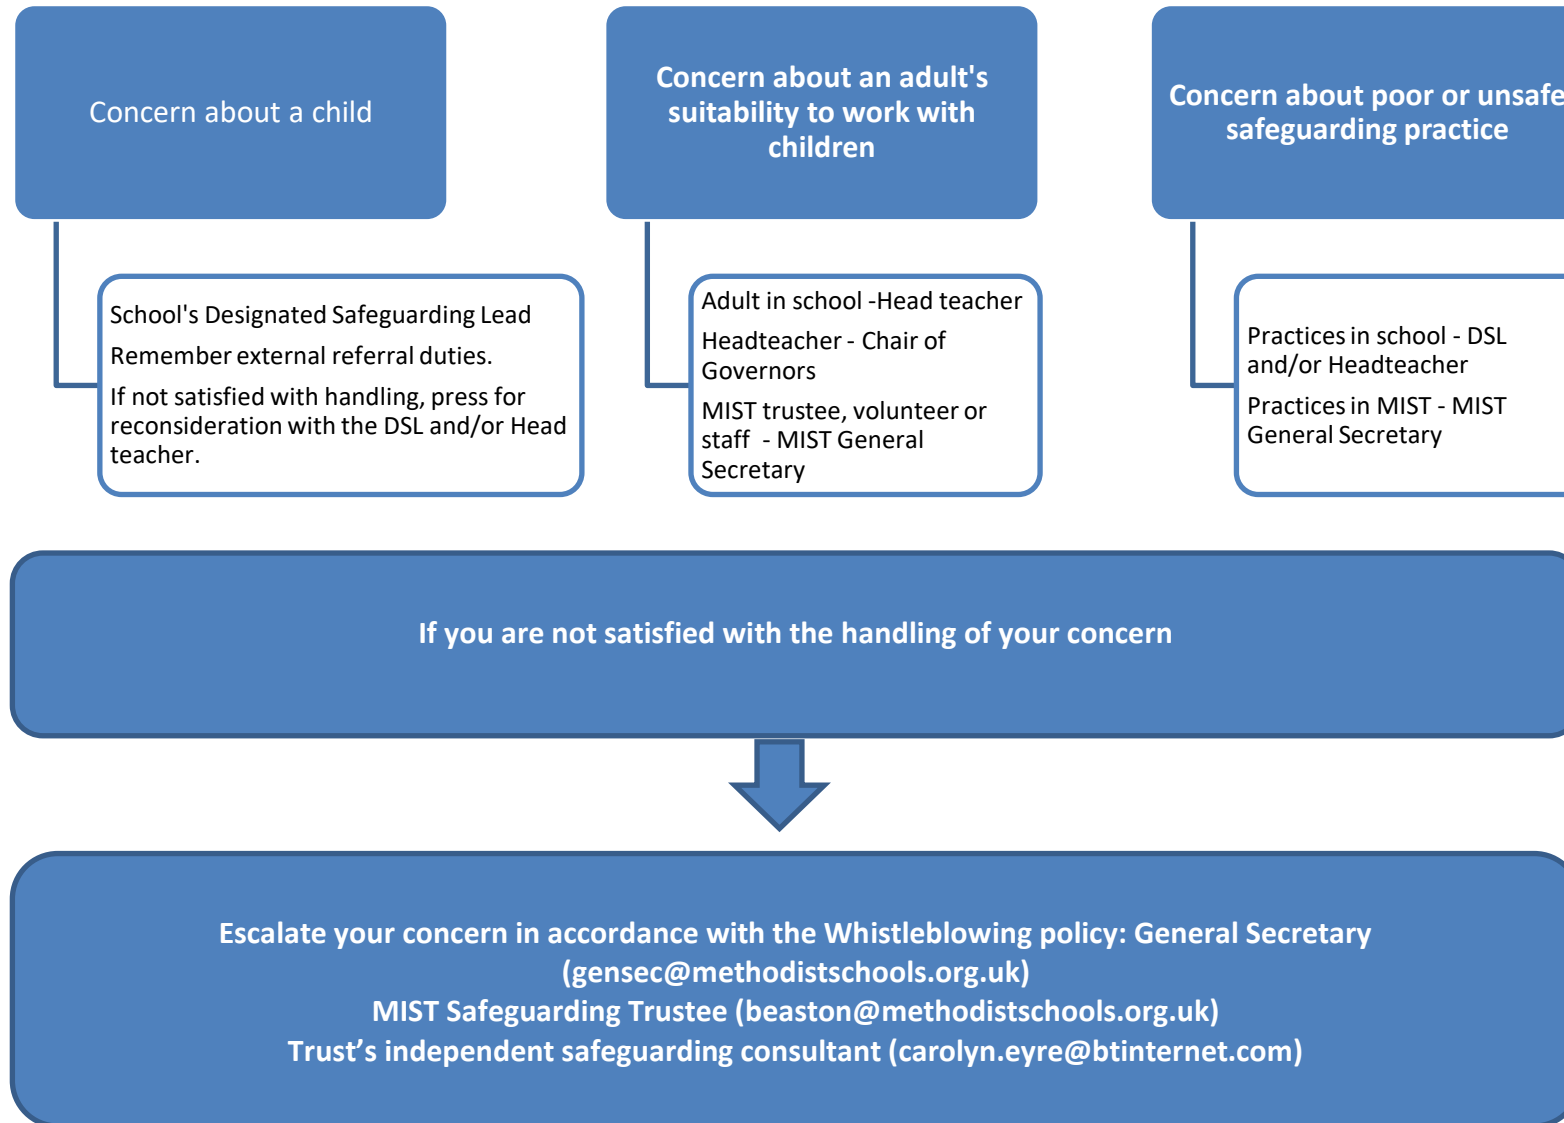 Concern about a child
Concern about an adult's
suitability to work with
children
Concern about poor or unsafe
safeguarding practice
School's Designated Safeguarding Lead
Remember external referral duties.
If not satisfied with handling, press for
reconsideration with the DSL and/or Head
teacher.
Adult in school -Head teacher
Headteacher - Chair of
Governors
MIST trustee, volunteer or
staff - MIST General
Secretary
Practices in school - DSL
and/or Headteacher
Practices in MIST - MIST
General Secretary
If you are not satisfied with the handling of your concern
Escalate your concern in accordance with the Whistleblowing policy: General Secretary
(gensec@methodistschools.org.uk)
MIST Safeguarding Trustee (beaston@methodistschools.org.uk)
Trust’s independent safeguarding consultant (carolyn.eyre@btinternet.com)